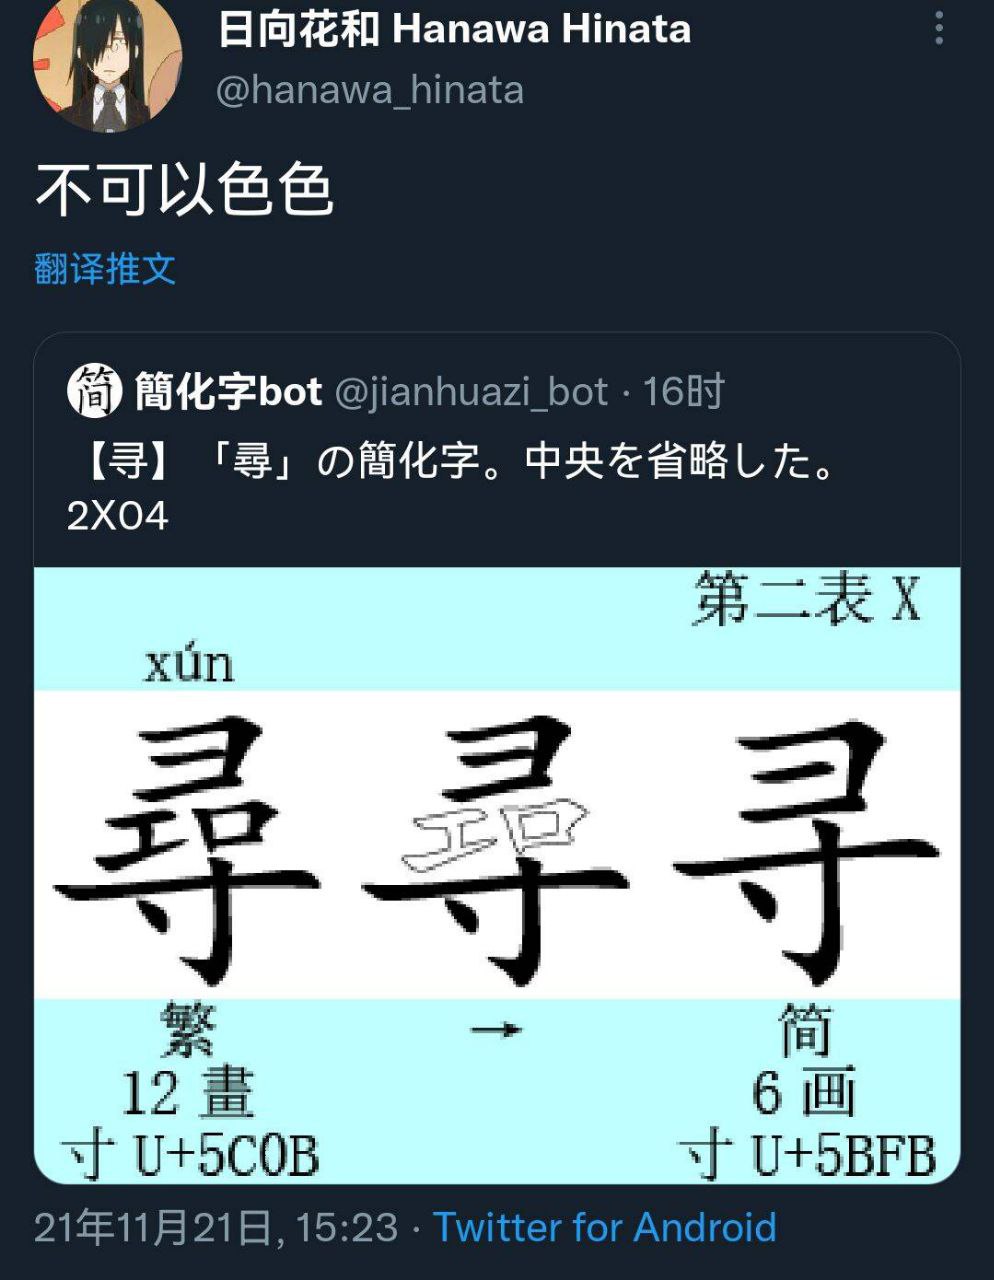 日向花和 Hanawa Hinata
@hanawa_hinata
不可以色色
翻译推文
简 簡化字bot @jianhuazi_bot · 16时
【寻】「尋」の簡化字。中央を省略した。
2X04
第二表 X
xún
尋 尋 寻
繁 → 简
12 畫 6 画
寸 U+5C0B 寸 U+5BFB
21年11月21日, 15:23 · Twitter for Android